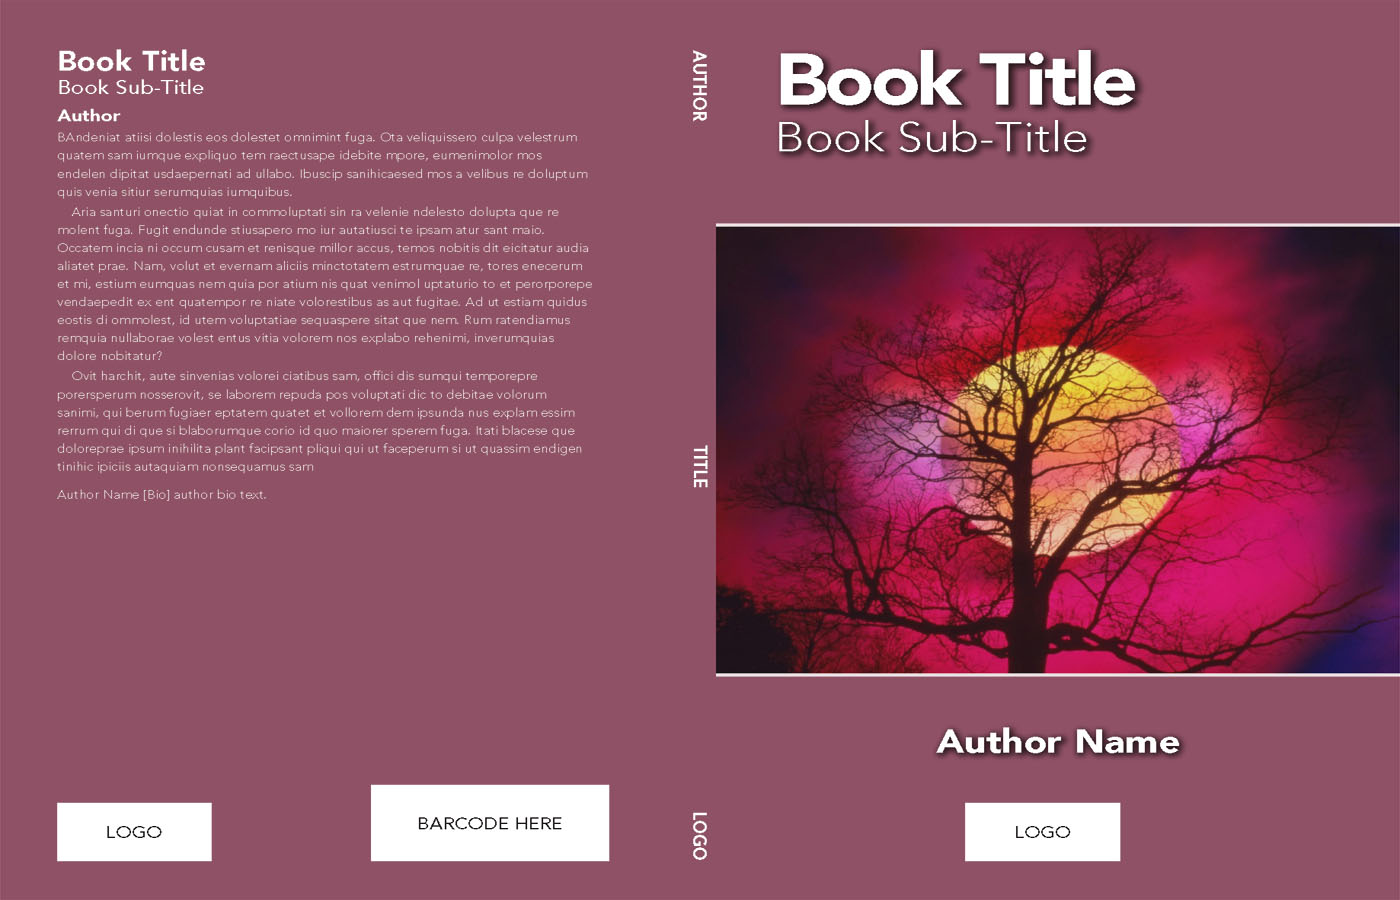 Book Title
Book Sub-Title
Author
BAndeniat atiisi dolestis eos dolestet omnimint fuga. Ota veliquissero culpa velestrum
quatem sam iumque expliquo tem raectusape idebite mpore, eumenimolor mos
endelen dipitat usdaepernati ad ullabo. Ibuscip sanihicaesed mos a velibus re doluptum
quis venia sitiur serumquias iumquibus.
Aria santuri onectio quiat in commoluptati sin ra velenie ndelesto dolupta que re
molent fuga. Fugit endunde stiusapero mo iur autatiusci te ipsam atur sant maio.
Occatem incia ni occum cusam et renisque millor accus, temos nobitis dit eicitatur audia
aliatet prae. Nam, volut et evernam aliciis minctotatem estrumquae re, tores enecerum
et mi, estium eumquas nem quia por atium nis quat venimol uptaturio to et perorporepe
vendaepedit ex ent quatempor re niate volorestibus as aut fugitae. Ad ut estiam quidus
eostis di ommolest, id utem voluptatiae sequaspere sitat que nem. Rum ratendiamus
remquia nullaborae volest entus vitia volorem nos explabo rehenimi, inverumquias
dolore nobitatur?
Ovit harchit, aute sinvenias volorei ciatibus sam, offici dis sumqui temporepre
porersperum nosserovit, se laborem repuda pos voluptati dic to debitae volorum
sanimi, qui berum fugiaer eptatem quatet et vollorem dem ipsunda nus explam essim
rerrum qui di que si blaborumque corio id quo maiorer sperem fuga. Itati blacese que
doloreprae ipsum inihilita plant facipsant pliqui qui ut faceperum si ut quassim endigen
tinihic ipiciis autaquiam nonsequamus sam
Author Name [Bio] author bio text.
LOGO
BARCODE HERE
AUTHOR
TITLE
LOGO
Book Title
Book Sub-Title
Author Name
LOGO